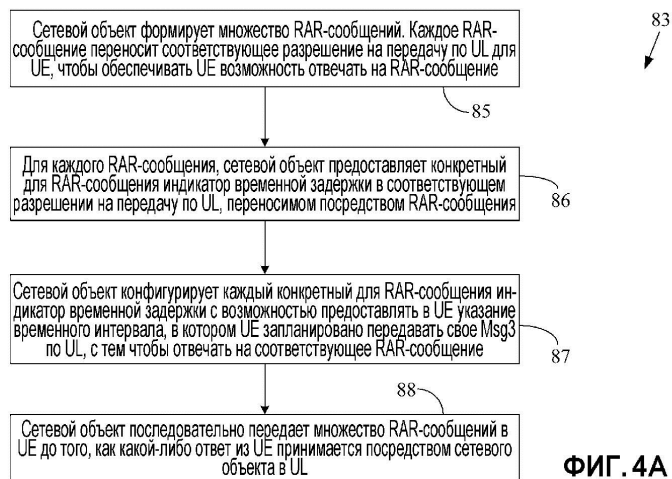 Сетевой объект формирует множество RAR-сообщений. Каждое RAR-
сообщение переносит соответствующее разрешение на передачу по UL для
UE, чтобы обеспечивать UE возможность отвечать на RAR-сообщение
83
85
Для каждого RAR-сообщения, сетевой объект предоставляет конкретный
для RAR-сообщения индикатор временной задержки в соответствующем
разрешении на передачу по UL, переносимом посредством RAR-сообщения
86
Сетевой объект конфигурирует каждый конкретный для RAR-сообщения ин-
дикатор временной задержки с возможностью предоставлять в UE указание
временного интервала, в котором UE запланировано передавать свое Msg3
по UL, с тем чтобы отвечать на соответствующее RAR-сообщение
87
88
Сетевой объект последовательно передает множество RAR-сообщений в
UE до того, как какой-либо ответ из UE принимается посредством сетевого
объекта в UL
ФИГ. 4A